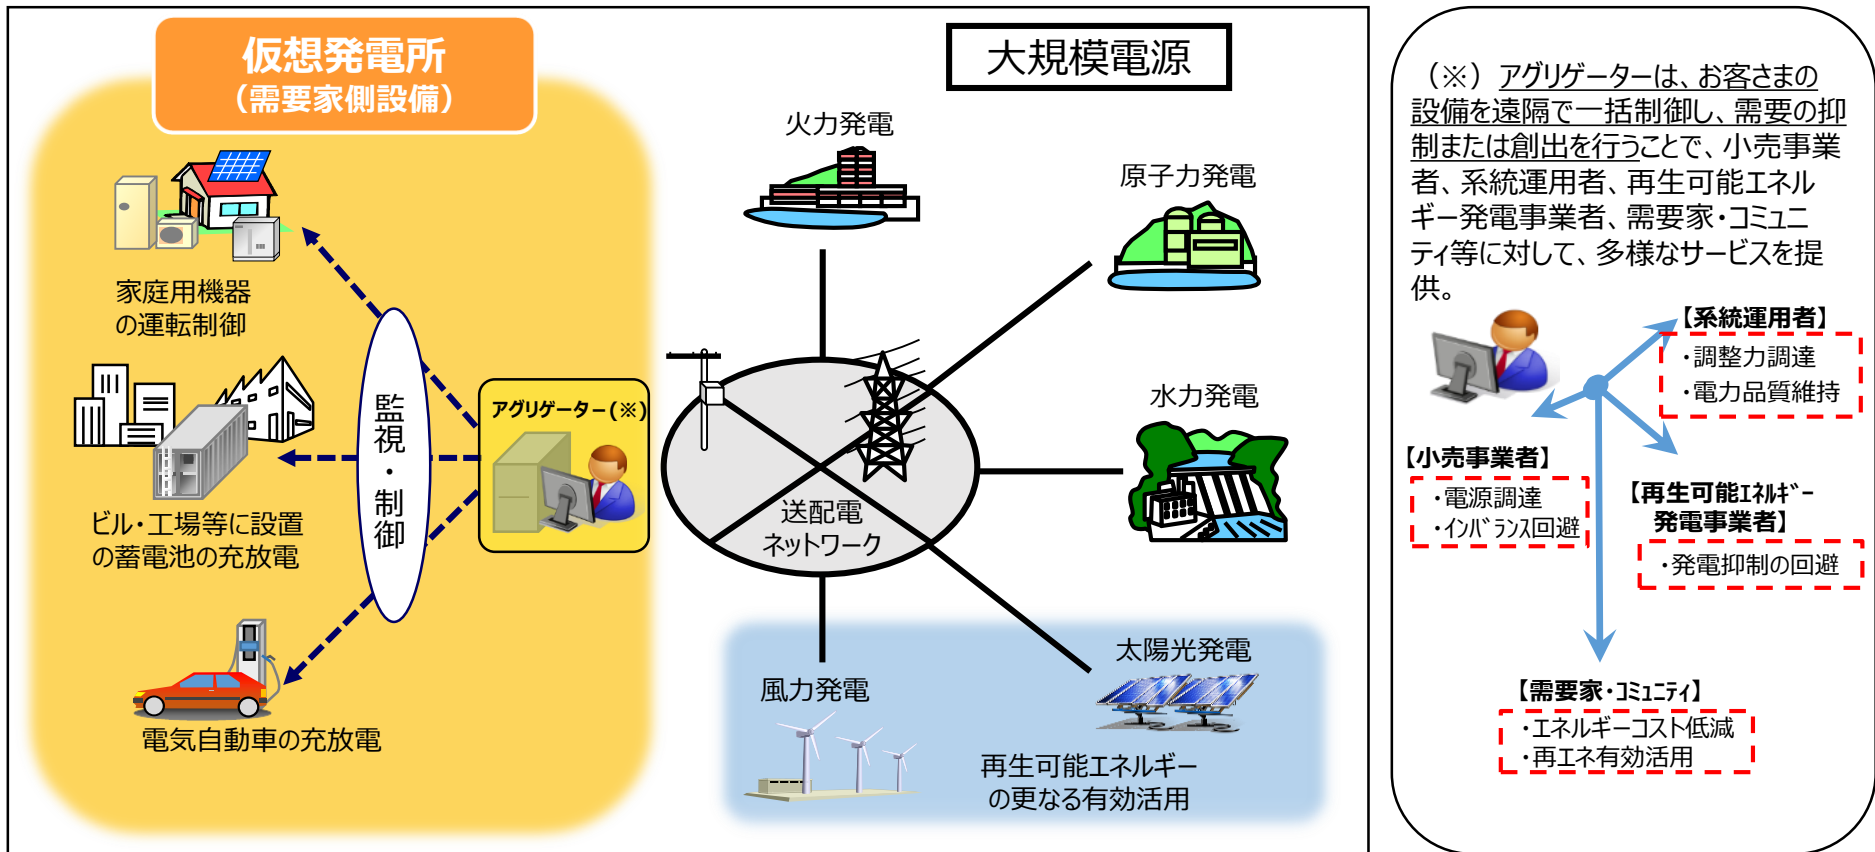 仮想発電所
（需要家側設備）
家庭用機器
の運転制御
ビル・工場等に設置
の蓄電池の充放電
電気自動車の充放電
監視・制御
アグリゲーター(※)
大規模電源
火力発電
原子力発電
水力発電
送配電
ネットワーク
風力発電
太陽光発電
再生可能エネルギー
の更なる有効活用
（※）アグリゲーターは、お客さまの
設備を遠隔で一括制御し、需要の抑
制または創出を行うことで、小売事業
者、系統運用者、再生可能エネル
ギー発電事業者、需要家・コミュニ
ティ等に対して、多様なサービスを提
供。
【系統運用者】
・調整力調達
・電力品質維持
【小売事業者】
・電源調達
・ｲﾝﾊﾞﾗﾝｽ回避
【再生可能ｴﾈﾙｷﾞｰ
発電事業者】
・発電抑制の回避
【需要家・ｺﾐｭﾆﾃｨ】
・エネルギーコスト低減
・再エネ有効活用